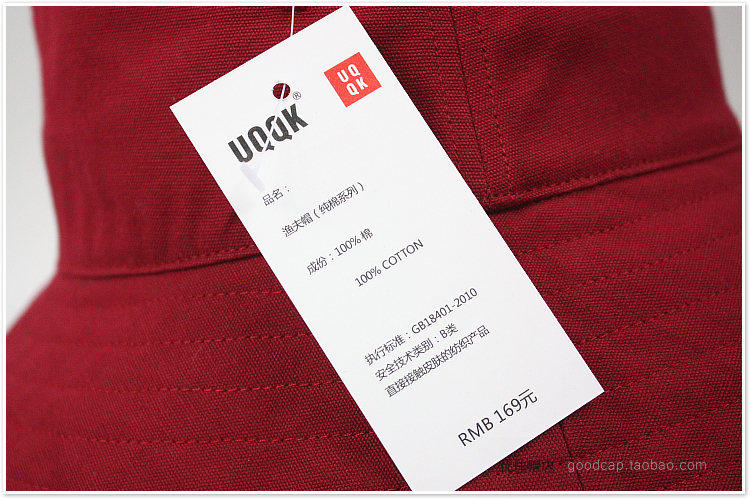 UQ
QK
UQQK®
品名：
渔夫帽（纯棉系列）
成份：100% 棉
100% COTTON
执行标准：GB18401-2010
安全技术类别：B类
直接接触皮肤的纺织产品
RMB 169元
goodcap.taobao.com